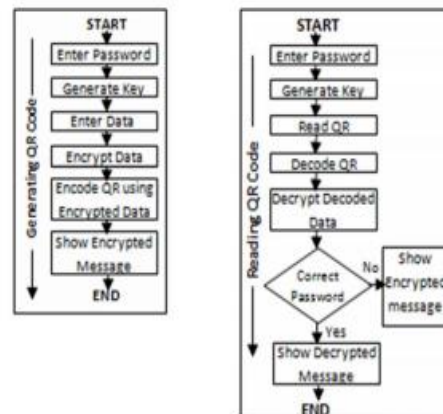 START
Enter Password
Generate Key
Enter Data
Encrypt Data
Encode QR using
Encrypted Data
Show Encrypted
Message
END
Generating QR Code
START
Enter Password
Generate Key
Read QR
Decode QR
Decrypt Decoded
Data
Correct
Password
No
Show
Encrypted
message
Yes
Show Decrypted
Message
END
Reading QR Code